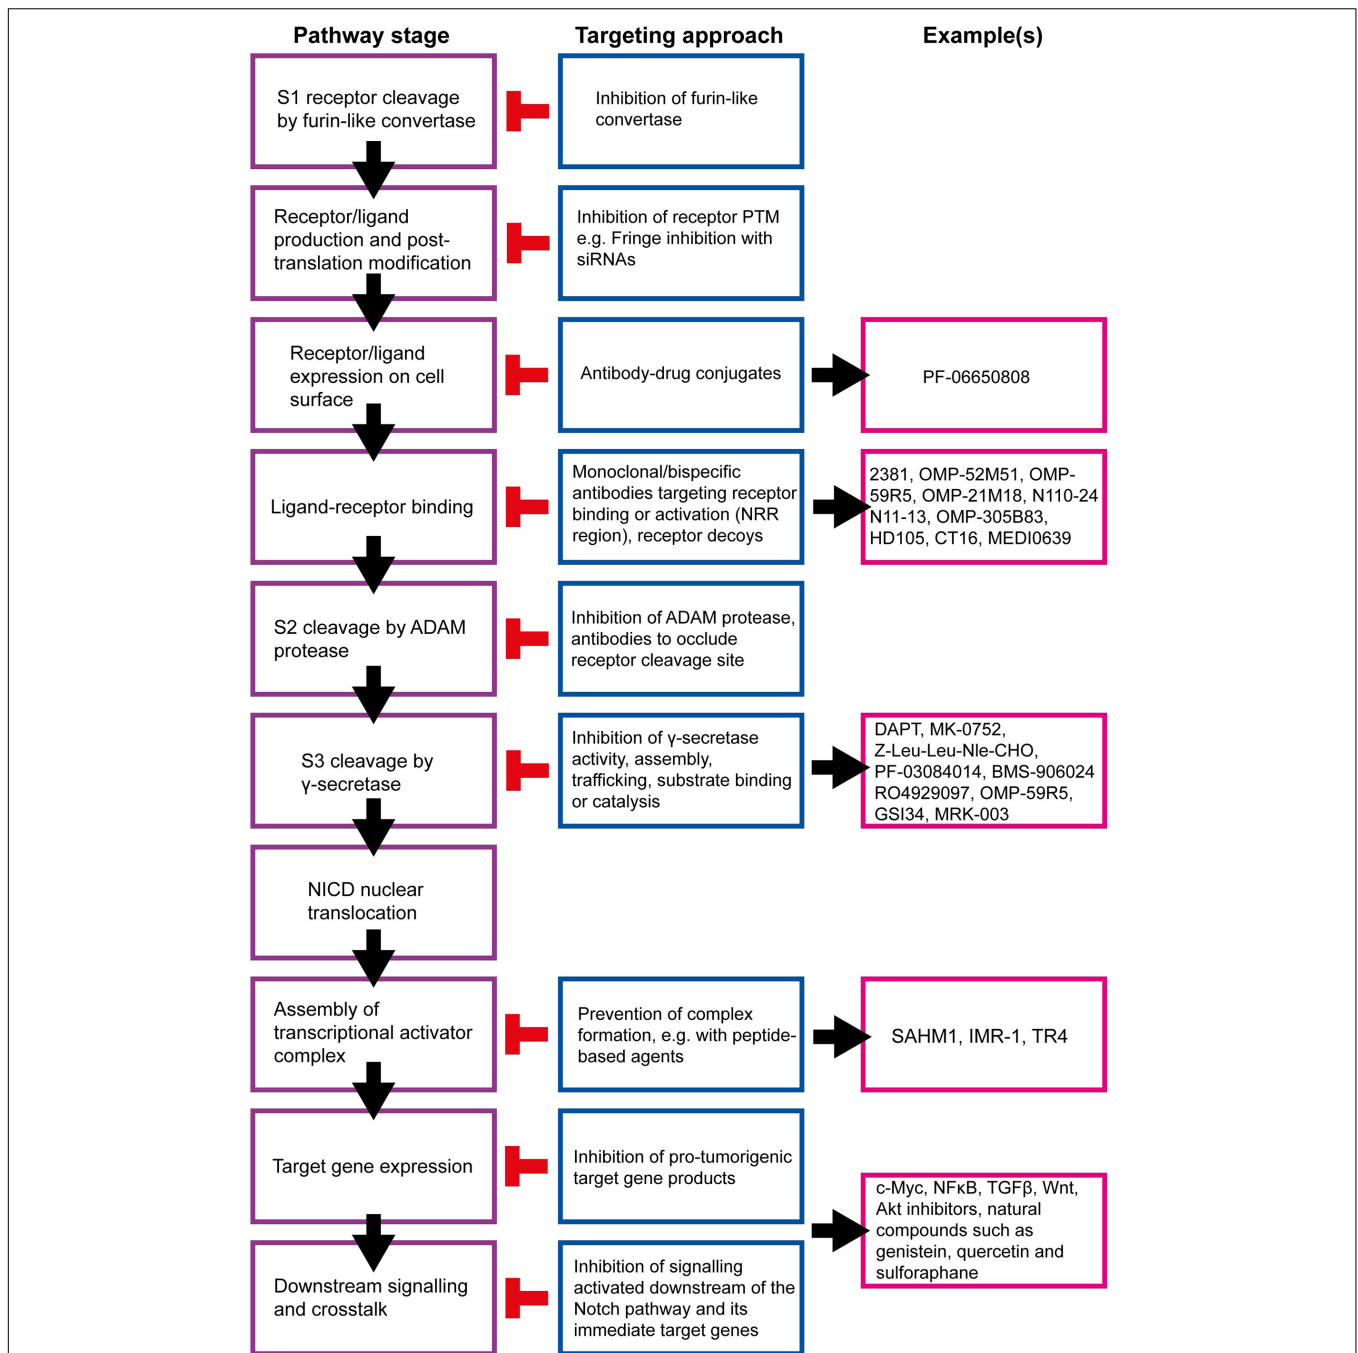 Pathway stage
Targeting approach
Example(s)
S1 receptor cleavage
by furin-like convertase
Inhibition of furin-like
convertase
Receptor/ligand
production and post-
translation modification
Inhibition of receptor PTM
e.g. Fringe inhibition with
siRNAs
Receptor/ligand
expression on cell
surface
Antibody-drug conjugates
PF-06650808
Ligand-receptor binding
Monoclonal/bispecific
antibodies targeting receptor
binding or activation (NRR
region), receptor decoys
2381, OMP-52M51, OMP-
59R5, OMP-21M18, N110-24
N11-13, OMP-305B83,
HD105, CT16, MEDI0639
S2 cleavage by ADAM
protease
Inhibition of ADAM protease,
antibodies to occlude
receptor cleavage site
S3 cleavage by
γ-secretase
Inhibition of γ-secretase
activity, assembly,
trafficking, substrate binding
or catalysis
DAPT, MK-0752,
Z-Leu-Leu-Nle-CHO,
PF-03084014, BMS-906024
RO4929097, OMP-59R5,
GSI34, MRK-003
NICD nuclear
translocation
Assembly of
transcriptional activator
complex
Prevention of complex
formation, e.g. with peptide-
based agents
SAHM1, IMR-1, TR4
Target gene expression
Inhibition of pro-tumorigenic
target gene products
c-Myc, NFκB, TGFβ, Wnt,
Akt inhibitors, natural
compounds such as
genistein, quercetin and
sulforaphane
Downstream signalling
and crosstalk
Inhibition of signalling
activated downstream of the
Notch pathway and its
immediate target genes